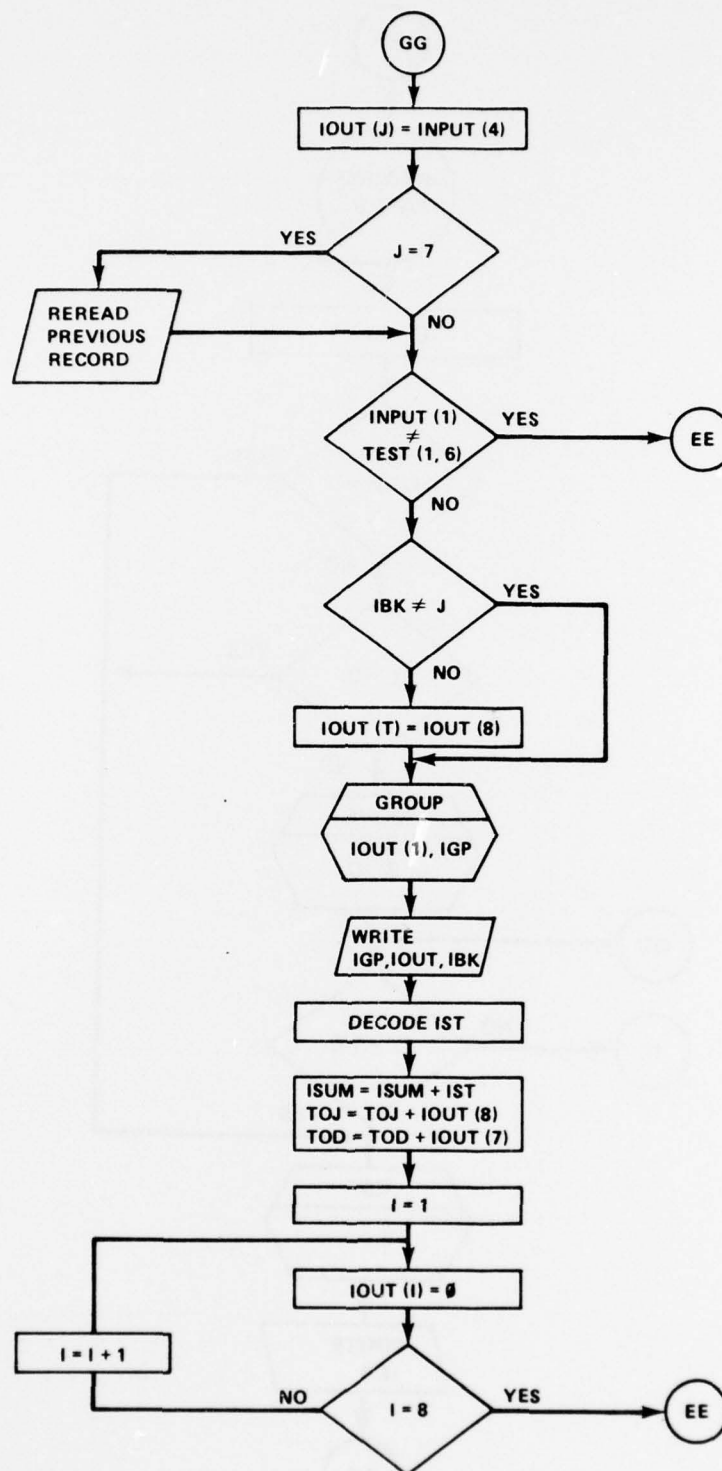 GG
IOUT (J) = INPUT (4)
YES
J = 7
REREAD
PREVIOUS
RECORD
NO
INPUT (1)
≠
TEST (1, 6)
YES
EE
NO
IBK ≠ J
YES
NO
IOUT (T) = IOUT (8)
GROUP
IOUT (1), IGP
WRITE
IGP,IOUT, IBK
DECODE IST
ISUM = ISUM + IST
TOJ = TOJ + IOUT (8)
TOD = TOD + IOUT (7)
I = 1
IOUT (I) = Ø
I = I + 1
NO
I = 8
YES
EE